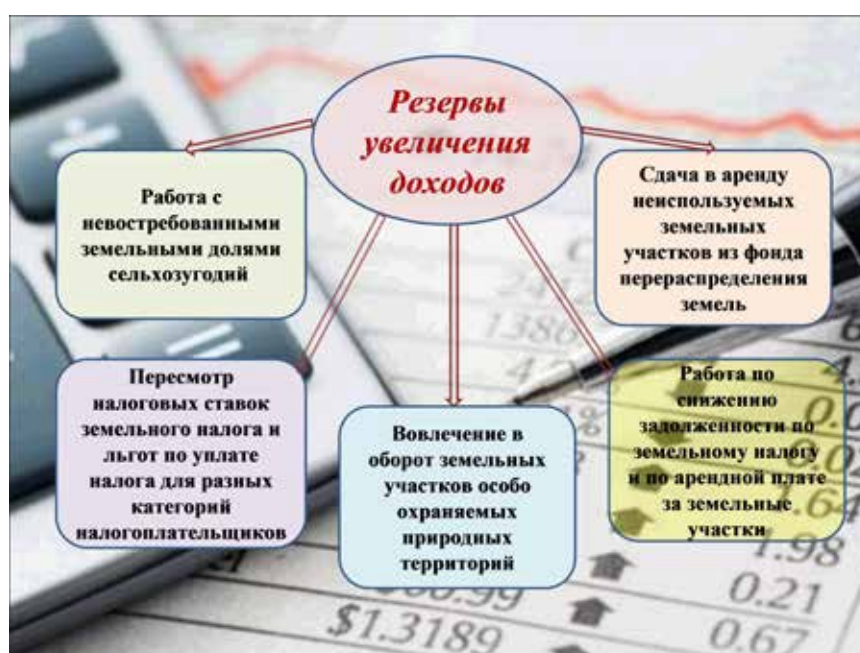 Резервы
увеличения
доходов
Работа с
невостребованными
земельными долями
сельхозугодий
Сдача в аренду
неиспользуемых
земельных
участков из фонда
перераспределения
земель
Пересмотр
налоговых ставок
земельного налога и
льгот по уплате
налога для разных
категорий
налогоплательщиков
Вовлечение в
оборот земельных
участков особо
охраняемых
природных
территорий
Работа по
снижению
задолженности по
земельному налогу
и по арендной плате
за земельные
участки
1386
1.64
1.98
0.21
$1.3189
0.67